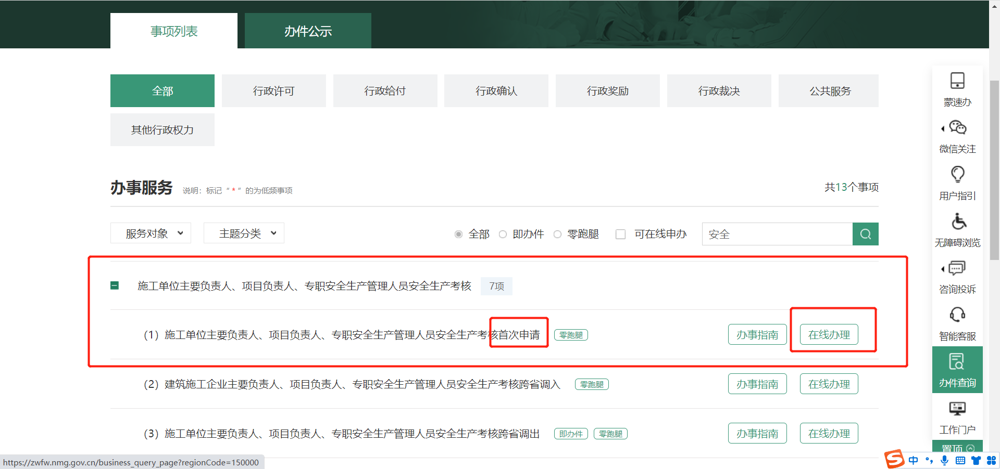 事项列表
办件公示
全部
行政许可
行政给付
行政确认
行政奖励
行政裁决
公共服务
其他行政权力
办事服务
说明：标记 “ * ” 的为低频事项
共13个事项
服务对象
主题分类
全部
即办件
零跑腿
可在线申办
安全
施工单位主要负责人、项目负责人、专职安全生产管理人员安全生产考核
7项
（1）施工单位主要负责人、项目负责人、专职安全生产管理人员安全生产考核首次申请
零跑腿
办事指南
在线办理
（2）建筑施工企业主要负责人、项目负责人、专职安全生产管理人员安全生产考核跨省调入
零跑腿
办事指南
在线办理
（3）施工单位主要负责人、项目负责人、专职安全生产管理人员安全生产考核跨省调出
即办件
零跑腿
办事指南
在线办理
蒙速办
微信关注
用户指引
无障碍浏览
咨询投诉
智能客服
办件查询
工作门户
置顶
https://zwfw.nmg.gov.cn/business_query_page?regionCode=150000
S
中